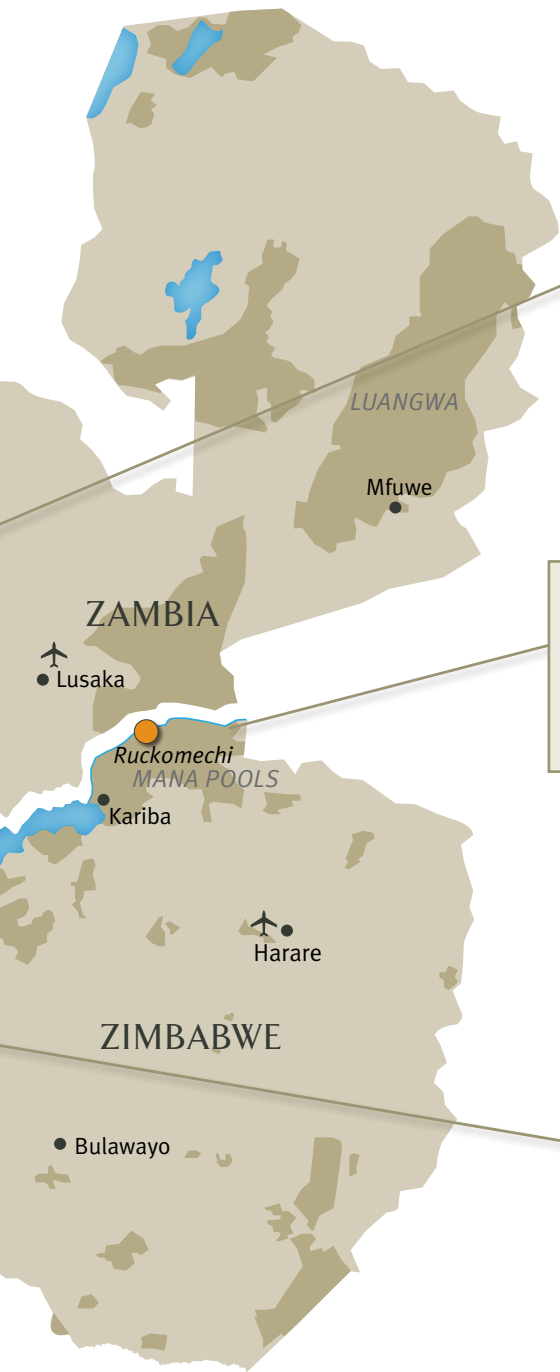 LUANGWA
Mfuwe
ZAMBIA
Lusaka
Ruckomechi
MANA POOLS
Kariba
Harare
ZIMBABWE
Bulawayo